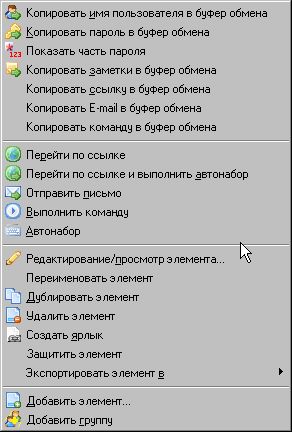 Копировать имя пользователя в буфер обмена
Копировать пароль в буфер обмена
Показать часть пароля
Копировать заметки в буфер обмена
Копировать ссылку в буфер обмена
Копировать E-mail в буфер обмена
Копировать команду в буфер обмена
Перейти по ссылке
Перейти по ссылке и выполнить автонабор
Отправить письмо
Выполнить команду
Автонабор
Редактирование/просмотр элемента...
Переименовать элемент
Дублировать элемент
Удалить элемент
Создать ярлык
Защитить элемент
Экспортировать элемент в
Добавить элемент...
Добавить группу